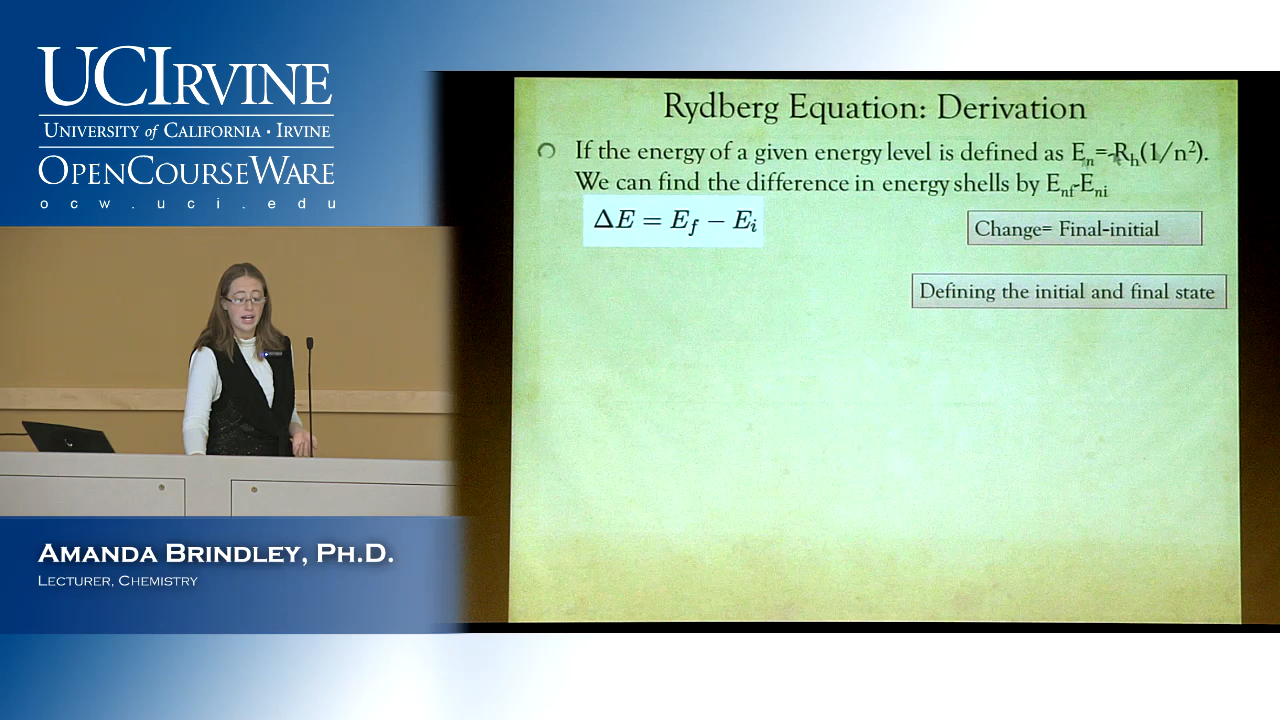 UCIRVINE
UNIVERSITY of CALIFORNIA · IRVINE
OPENCOURSEWARE
ocw.uci.edu
Rydberg Equation: Derivation
If the energy of a given energy level is defined as Eₙ=-Rₕ(1/n²).
We can find the difference in energy shells by Enf-Eni
ΔE = Ef − Ei
Change= Final-initial
Defining the initial and final state
AMANDA BRINDLEY, PH.D.
LECTURER, CHEMISTRY